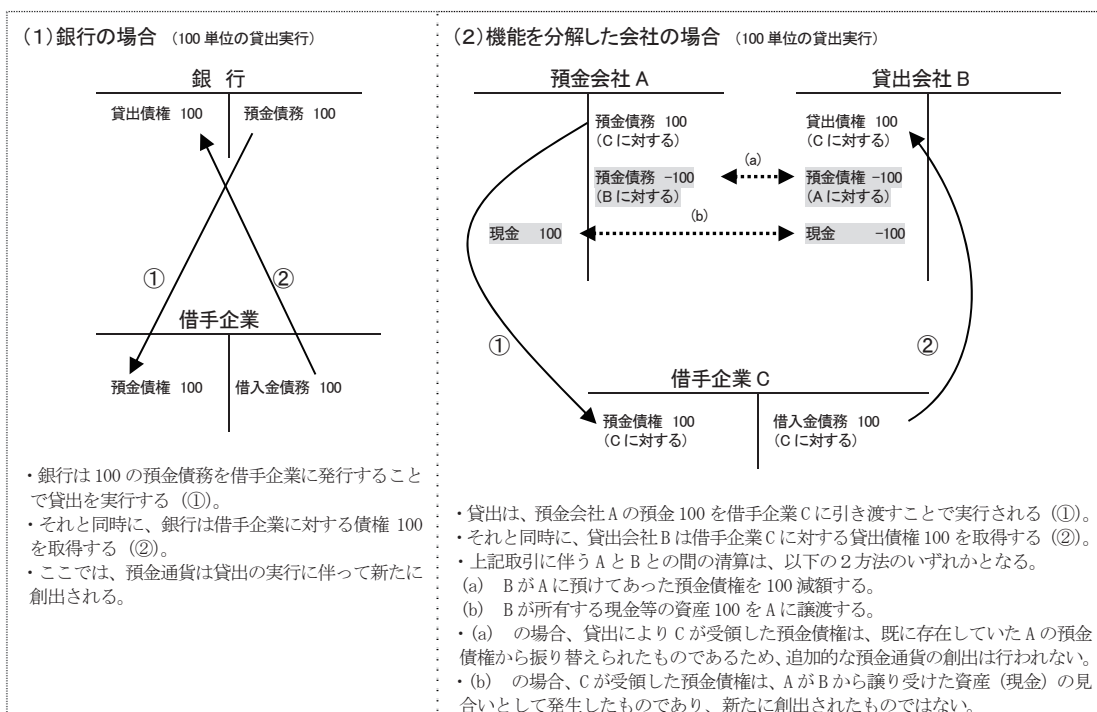 (1)銀行の場合 (100 単位の貸出実行)
銀 行
貸出債権 100 預金債務 100
① ②
借手企業
預金債権 100 借入金債務 100
・銀行は 100 の預金債務を借手企業に発行すること
で貸出を実行する (①)。
・それと同時に、銀行は借手企業に対する債権 100
を取得する (②)。
・ここでは、預金通貨は貸出の実行に伴って新たに
創出される。
(2)機能を分解した会社の場合 (100 単位の貸出実行)
預金会社 A 貸出会社 B
預金債務 100 貸出債権 100
(C に対する) (C に対する)
(a)
預金債務 -100 預金債権 -100
(B に対する) (A に対する)
(b)
現金 100 現金 -100
① ②
借手企業 C
預金債権 100 借入金債務 100
(C に対する) (C に対する)
・貸出は、預金会社 A の預金 100 を借手企業 C に引き渡すことで実行される (①)。
・それと同時に、貸出会社 B は借手企業 C に対する貸出債権 100 を取得する (②)。
・上記取引に伴う A と B との間の清算は、以下の2方法のいずれかとなる。
(a) B が A に預けてあった預金債権を 100 減額する。
(b) B が所有する現金等の資産 100 を A に譲渡する。
・(a) の場合、貸出により C が受領した預金債権は、既に存在していた A の預金
債権から振り替えられたものであるため、追加的な預金通貨の創出は行われない。
・(b) の場合、C が受領した預金債権は、A が B から譲り受けた資産 (現金) の見
合いとして発生したものであり、新たに創出されたものではない。